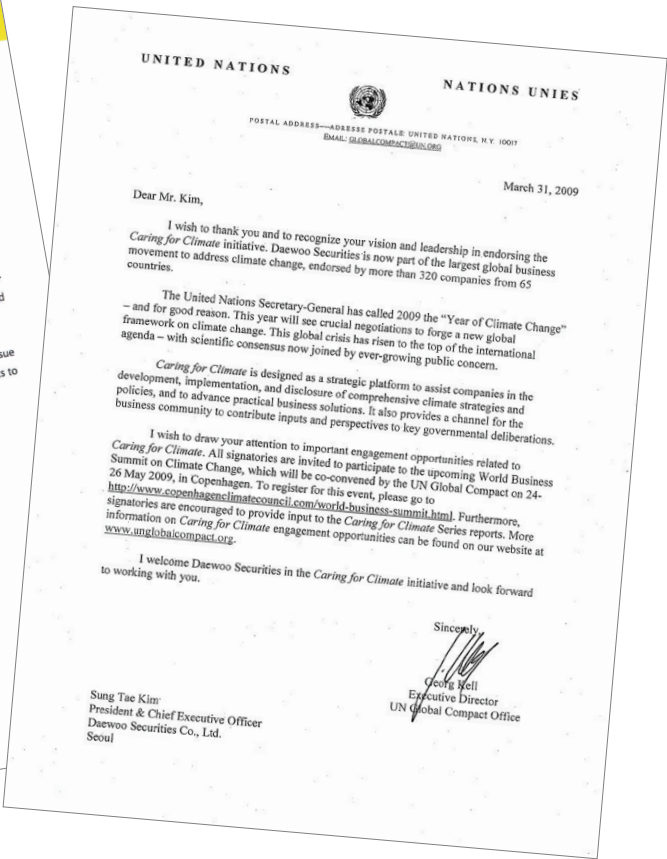 d
sue
s to
UNITED NATIONS
NATIONS UNIES
POSTAL ADDRESS—ADRESSE POSTALE: UNITED NATIONS, N.Y. 10017
EMAIL: GLOBALCOMPACT@UN.ORG
March 31, 2009
Dear Mr. Kim,
I wish to thank you and to recognize your vision and leadership in endorsing the
Caring for Climate initiative. Daewoo Securities is now part of the largest global business
movement to address climate change, endorsed by more than 320 companies from 65
countries.
The United Nations Secretary-General has called 2009 the “Year of Climate Change”
– and for good reason. This year will see crucial negotiations to forge a new global
framework on climate change. This global crisis has risen to the top of the international
agenda – with scientific consensus now joined by ever-growing public concern.
Caring for Climate is designed as a strategic platform to assist companies in the
development, implementation, and disclosure of comprehensive climate strategies and
policies, and to advance practical business solutions. It also provides a channel for the
business community to contribute inputs and perspectives to key governmental deliberations.
I wish to draw your attention to important engagement opportunities related to
Caring for Climate. All signatories are invited to participate to the upcoming World Business
Summit on Climate Change, which will be co-convened by the UN Global Compact on 24-
26 May 2009, in Copenhagen. To register for this event, please go to
http://www.copenhagenclimatecouncil.com/world-business-summit.html. Furthermore,
signatories are encouraged to provide input to the Caring for Climate Series reports. More
information on Caring for Climate engagement opportunities can be found on our website at
www.unglobalcompact.org.
I welcome Daewoo Securities in the Caring for Climate initiative and look forward
to working with you.
Sincerely,
Georg Kell
Executive Director
UN Global Compact Office
Sung Tae Kim
President & Chief Executive Officer
Daewoo Securities Co., Ltd.
Seoul